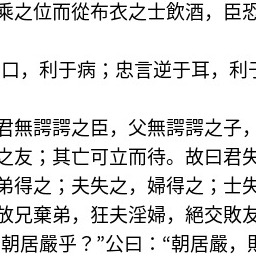 乘之位而從布衣之士飲酒，臣恐
口，利于病；忠言逆于耳，利于
君無諤諤之臣，父無諤諤之子，
之友；其亡可立而待。故曰君失
弟得之；夫失之，婦得之；士失
放兄棄弟，狂夫淫婦，絕交敗友
朝居嚴乎？”公曰：“朝居嚴，則